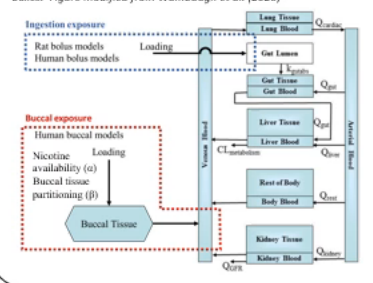 Ingestion exposure
Rat bolus models
Human bolus models
Loading
Lung Tissue
Lung Blood
Qcardiac
Gut Lumen
kgutabs
Gut Tissue
Gut Blood
Qgut
Liver Tissue
Qgut
Liver Blood
CLmetabolism
Qliver
Rest of Body
Body Blood
Qrest
Kidney Tissue
Kidney Blood
Qkidney
QGFR
Venous Blood
Arterial Blood
Buccal exposure
Human buccal models
Nicotine
availability (α)
Buccal tissue
partitioning (β)
Loading
Buccal Tissue